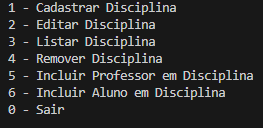 1 - Cadastrar Disciplina
2 - Editar Disciplina
3 - Listar Disciplina
4 - Remover Disciplina
5 - Incluir Professor em Disciplina
6 - Incluir Aluno em Disciplina
0 - Sair